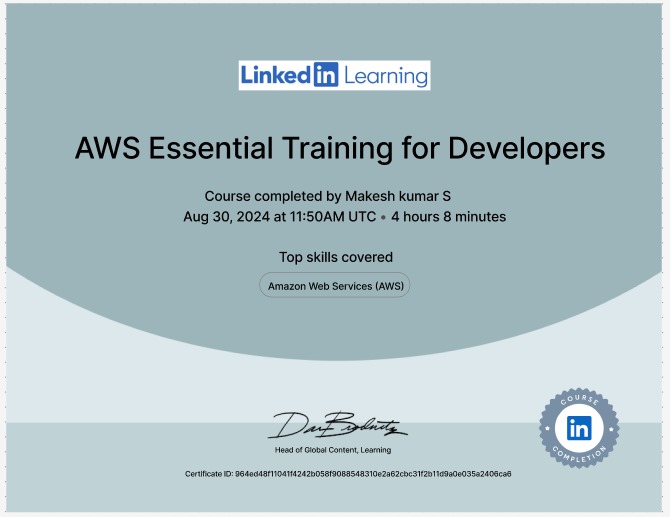 LinkedIn Learning
AWS Essential Training for Developers
Course completed by Makesh kumar S
Aug 30, 2024 at 11:50AM UTC • 4 hours 8 minutes
Top skills covered
Amazon Web Services (AWS)
Head of Global Content, Learning
COURSE
in
COMPLETION
Certificate ID: 964ed48f11041f4242b058f9088548310e2a62cbc31f2b11d9a0e035a2406ca6